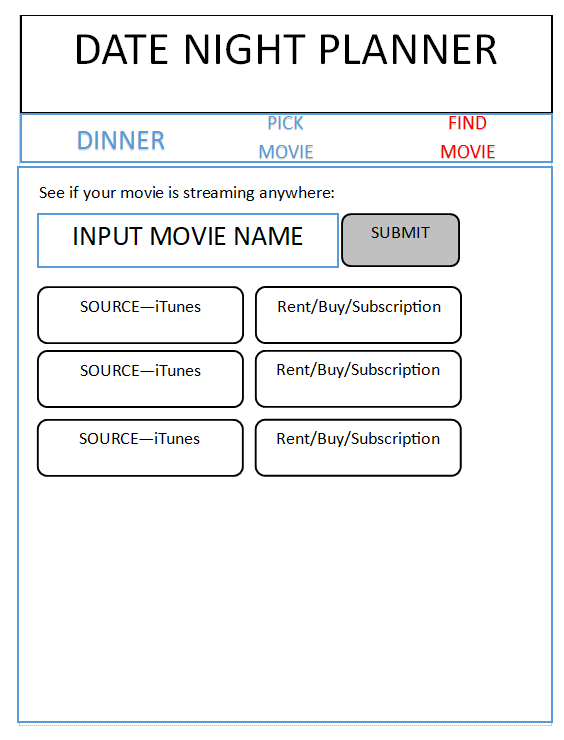 DATE NIGHT PLANNER
DINNER
PICK
MOVIE
FIND
MOVIE
See if your movie is streaming anywhere:
INPUT MOVIE NAME
SUBMIT
SOURCE—iTunes
Rent/Buy/Subscription
SOURCE—iTunes
Rent/Buy/Subscription
SOURCE—iTunes
Rent/Buy/Subscription